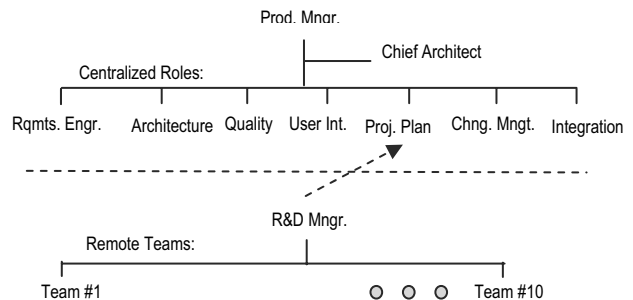 Prod. Mngr.
Chief Architect
Centralized Roles:
Rqmts. Engr. Architecture Quality User Int. Proj. Plan Chng. Mngt. Integration
R&D Mngr.
Remote Teams:
Team #1 Team #10